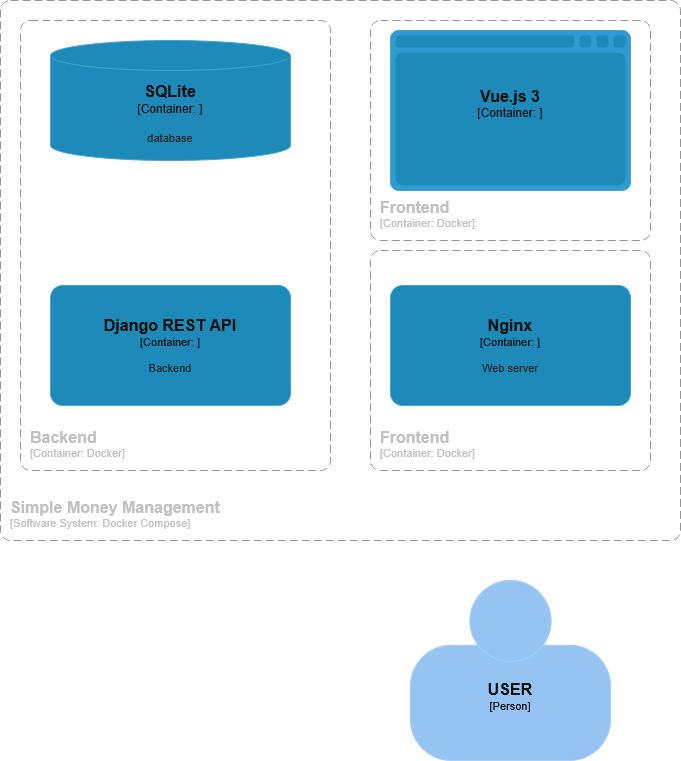 SQLite
[Container: ]
database
Vue.js 3
[Container: ]
Frontend
[Container: Docker]
Django REST API
[Container: ]
Backend
Nginx
[Container: ]
Web server
Backend
[Container: Docker]
Frontend
[Container: Docker]
Simple Money Management
[Software System: Docker Compose]
USER
[Person]